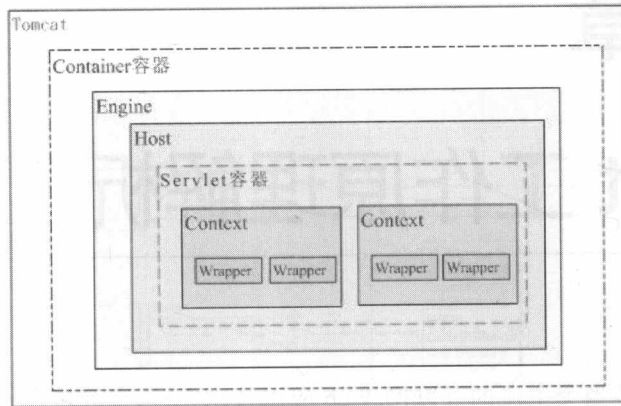 Tomcat
Container容器
Engine
Host
Servlet容器
Context
Context
Wrapper
Wrapper
Wrapper
Wrapper